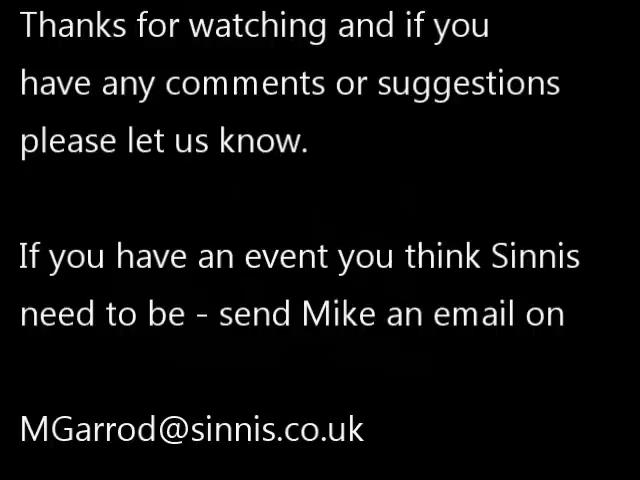 Thanks for watching and if you
have any comments or suggestions
please let us know.
If you have an event you think Sinnis
need to be - send Mike an email on
MGarrod@sinnis.co.uk